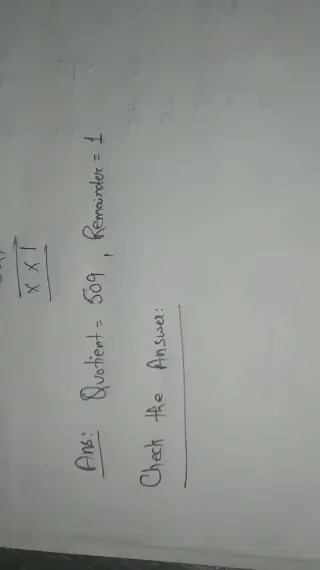 x x 1
Ans: Quotient = 509, Remainder = 1
Check the Answer: